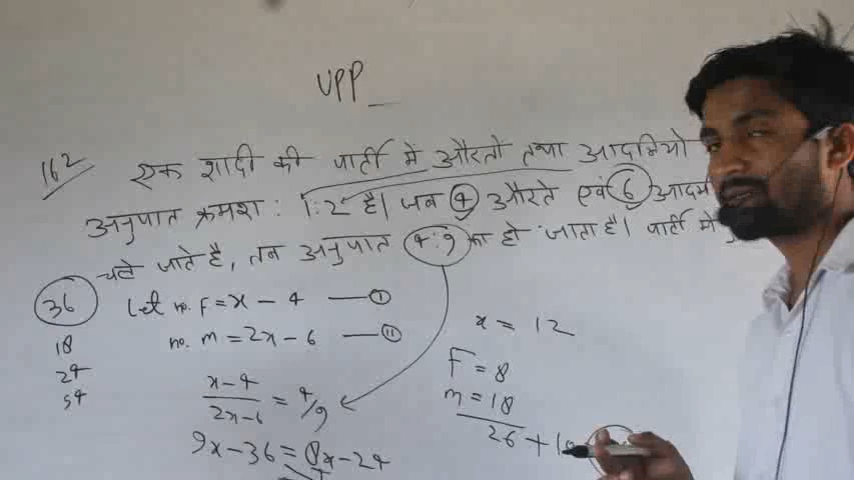 UPP
162 एक शादी की पार्टी मे औरतो तथा आदमियो
अनुपात क्रमश: 1:2 है। जब 4 औरते एवं 6 आदमी
चले जाते है, तब अनुपात 4:9 का हो जाता है। पार्टी मे
36
18
24
54
Let no. F = x - 4 —— ①
no. m = 2x - 6 —— ②
x-4/2x-6 = 4/9
9x - 36 = 8x - 24
x = 12
F = 8
m = 18
26 + 10